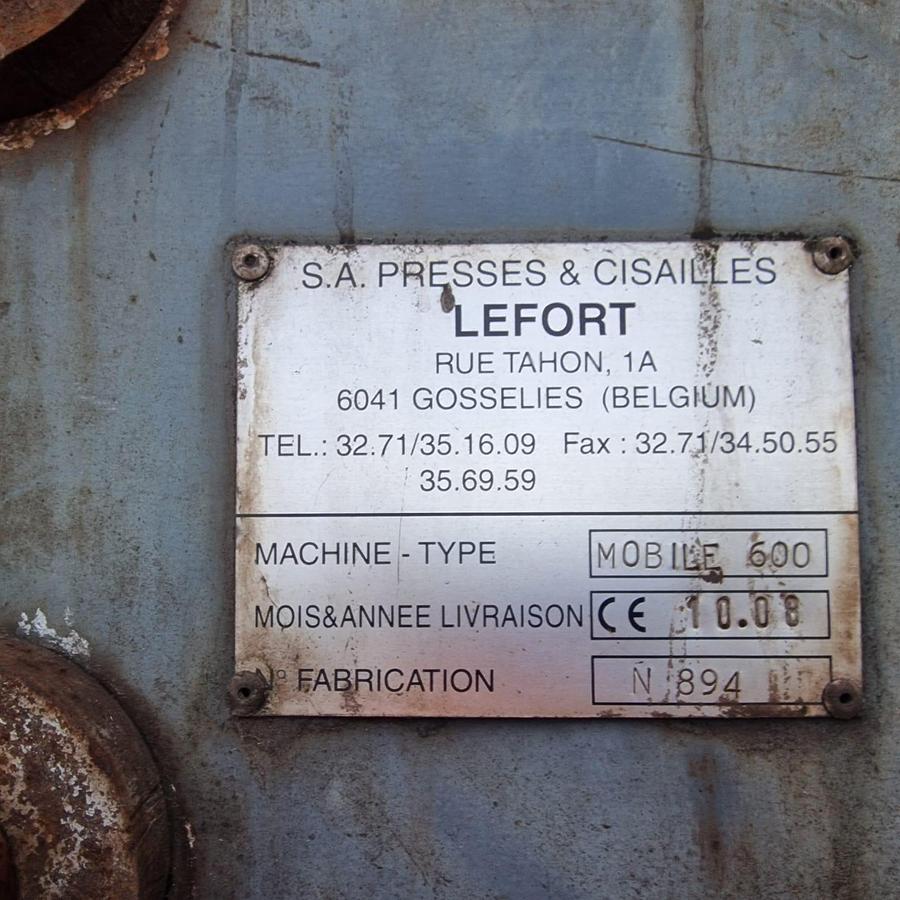 S.A. PRESSES & CISAILLES
LEFORT
RUE TAHON, 1A
6041 GOSSELIES (BELGIUM)
TEL.: 32.71/35.16.09 Fax : 32.71/34.50.55
35.69.59
MACHINE - TYPE MOBILE 600
MOIS&ANNEE LIVRAISON CE 10.08
N° FABRICATION N 894